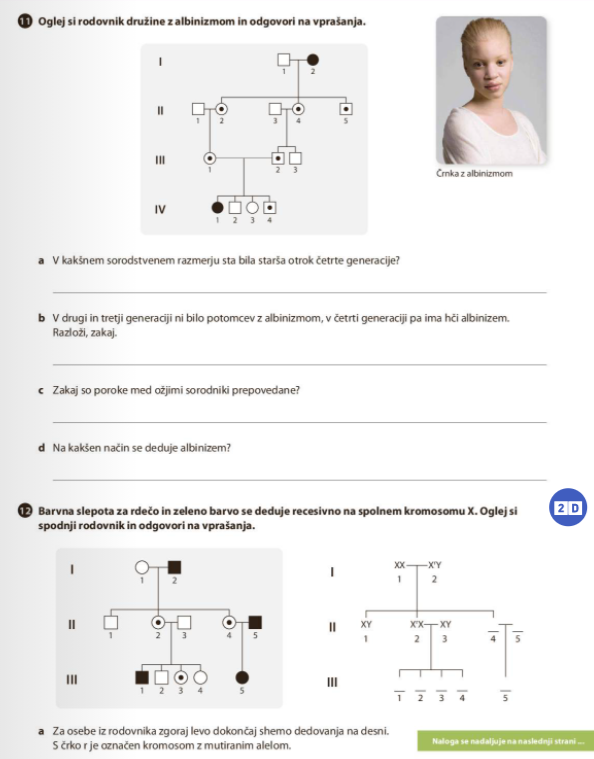 11 Oglej si rodovnik družine z albinizmom in odgovori na vprašanja.
I
1 2
II
1 2 3 4 5
III
1 2 3
IV
1 2 3 4
Črnka z albinizmom
a V kakšnem sorodstvenem razmerju sta bila starša otrok četrte generacije?
b V drugi in tretji generaciji ni bilo potomcev z albinizmom, v četrti generaciji pa ima hči albinizem.
Razloži, zakaj.
c Zakaj so poroke med ožjimi sorodniki prepovedane?
d Na kakšen način se deduje albinizem?
12 Barvna slepota za rdečo in zeleno barvo se deduje recesivno na spolnem kromosomu X. Oglej si
spodnji rodovnik in odgovori na vprašanja.
2 D
I
1 2
II
1 2 3 4 5
III
1 2 3 4 5
I
XX XʳY
1 2
II
XY XʳX XY
1 2 3 4 5
III
1 2 3 4 5
a Za osebe iz rodovnika zgoraj levo dokončaj shemo dedovanja na desni.
S črko r je označen kromosom z mutiranim alelom.
Naloga se nadaljuje na naslednji strani ...